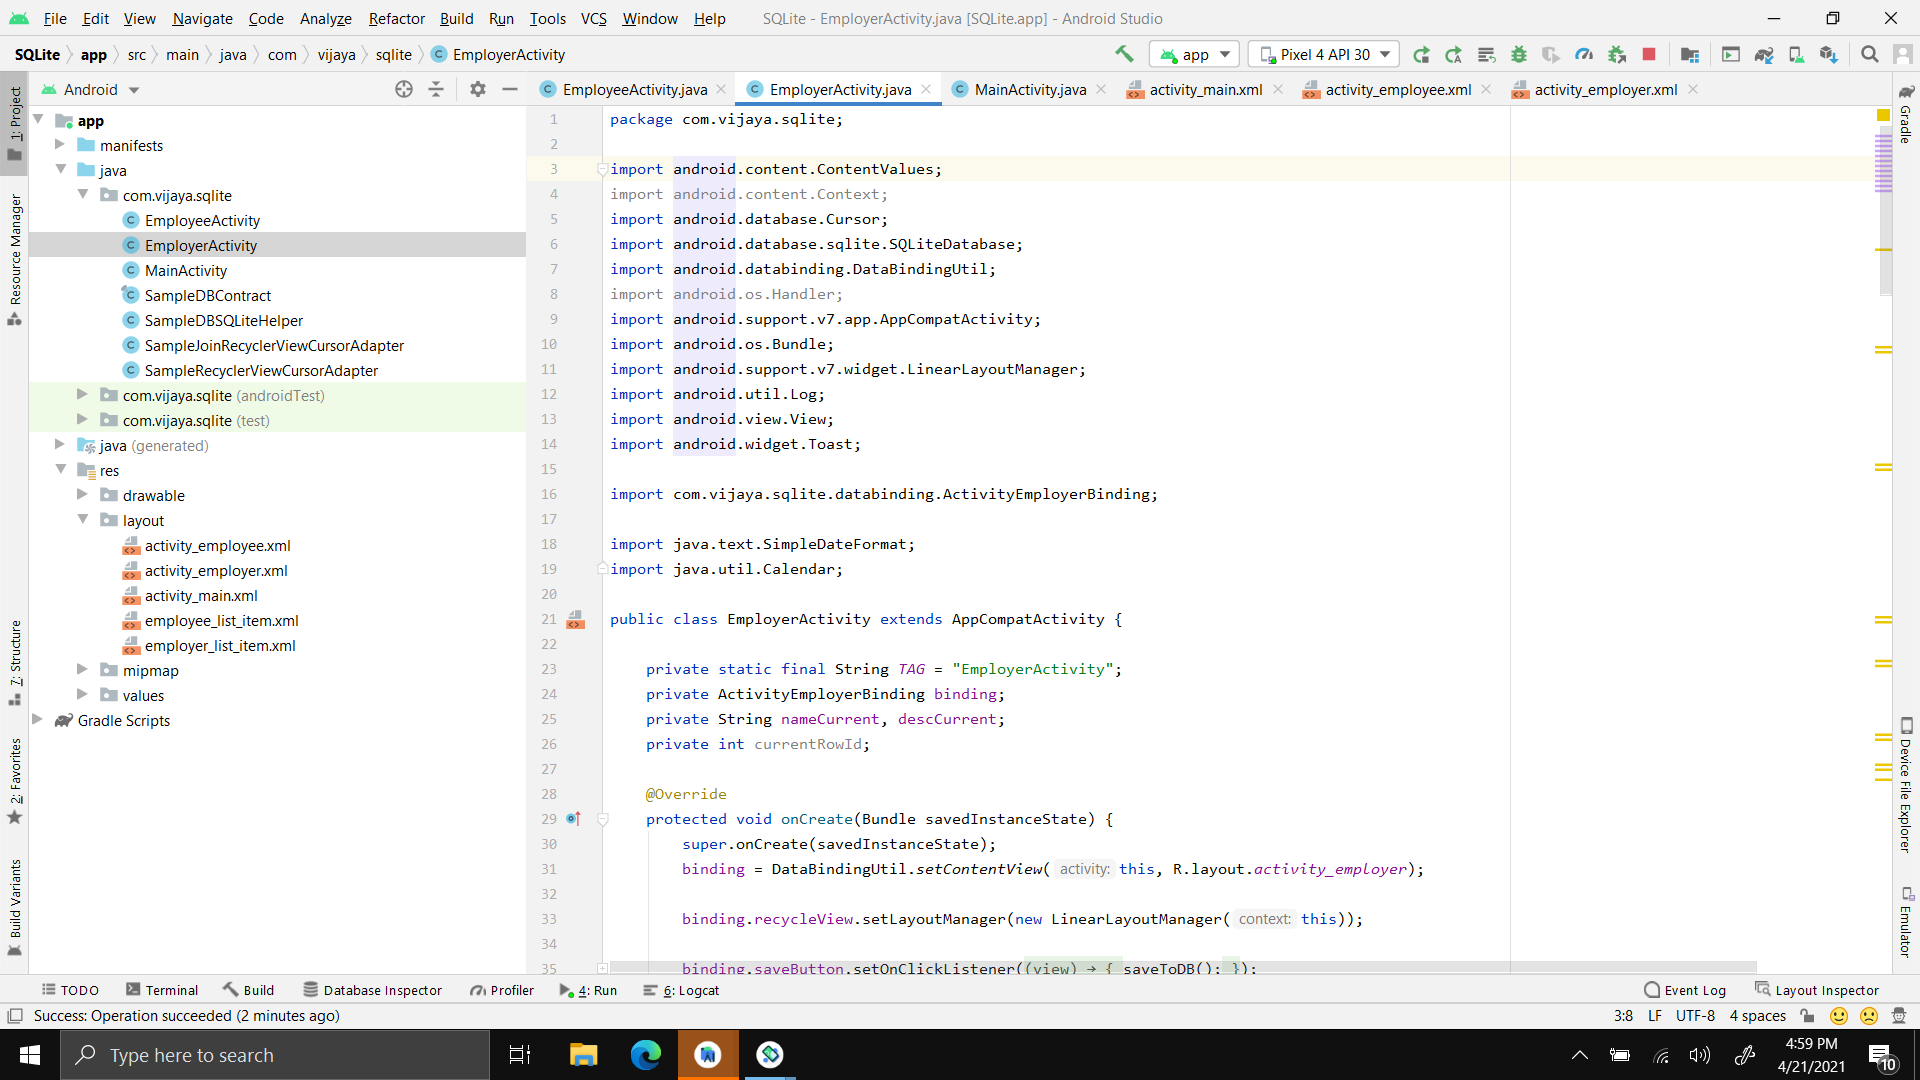 File Edit View Navigate Code Analyze Refactor Build Run Tools VCS Window Help SQLite - EmployerActivity.java [SQLite.app] - Android Studio
SQLite app src main java com vijaya sqlite EmployerActivity app Pixel 4 API 30
Android EmployeeActivity.java EmployerActivity.java MainActivity.java activity_main.xml activity_employee.xml activity_employer.xml
1: Project
Resource Manager
7: Structure
2: Favorites
Build Variants
app
manifests
java
com.vijaya.sqlite
EmployeeActivity
EmployerActivity
MainActivity
SampleDBContract
SampleDBSQLiteHelper
SampleJoinRecyclerViewCursorAdapter
SampleRecyclerViewCursorAdapter
com.vijaya.sqlite (androidTest)
com.vijaya.sqlite (test)
java (generated)
res
drawable
layout
activity_employee.xml
activity_employer.xml
activity_main.xml
employee_list_item.xml
employer_list_item.xml
mipmap
values
Gradle Scripts
1 package com.vijaya.sqlite;
2
3 import android.content.ContentValues;
4 import android.content.Context;
5 import android.database.Cursor;
6 import android.database.sqlite.SQLiteDatabase;
7 import android.databinding.DataBindingUtil;
8 import android.os.Handler;
9 import android.support.v7.app.AppCompatActivity;
10 import android.os.Bundle;
11 import android.support.v7.widget.LinearLayoutManager;
12 import android.util.Log;
13 import android.view.View;
14 import android.widget.Toast;
15
16 import com.vijaya.sqlite.databinding.ActivityEmployerBinding;
17
18 import java.text.SimpleDateFormat;
19 import java.util.Calendar;
20
21 public class EmployerActivity extends AppCompatActivity {
22
23 private static final String TAG = "EmployerActivity";
24 private ActivityEmployerBinding binding;
25 private String nameCurrent, descCurrent;
26 private int currentRowId;
27
28 @Override
29 protected void onCreate(Bundle savedInstanceState) {
30 super.onCreate(savedInstanceState);
31 binding = DataBindingUtil.setContentView( activity: this, R.layout.activity_employer);
32
33 binding.recycleView.setLayoutManager(new LinearLayoutManager( context: this));
34
35 binding.saveButton.setOnClickListener((view) → { saveToDB(); });
Gradle
Device File Explorer
Emulator
TODO Terminal Build Database Inspector Profiler 4: Run 6: Logcat Event Log Layout Inspector
Success: Operation succeeded (2 minutes ago) 3:8 LF UTF-8 4 spaces
Type here to search
4:59 PM
4/21/2021
10